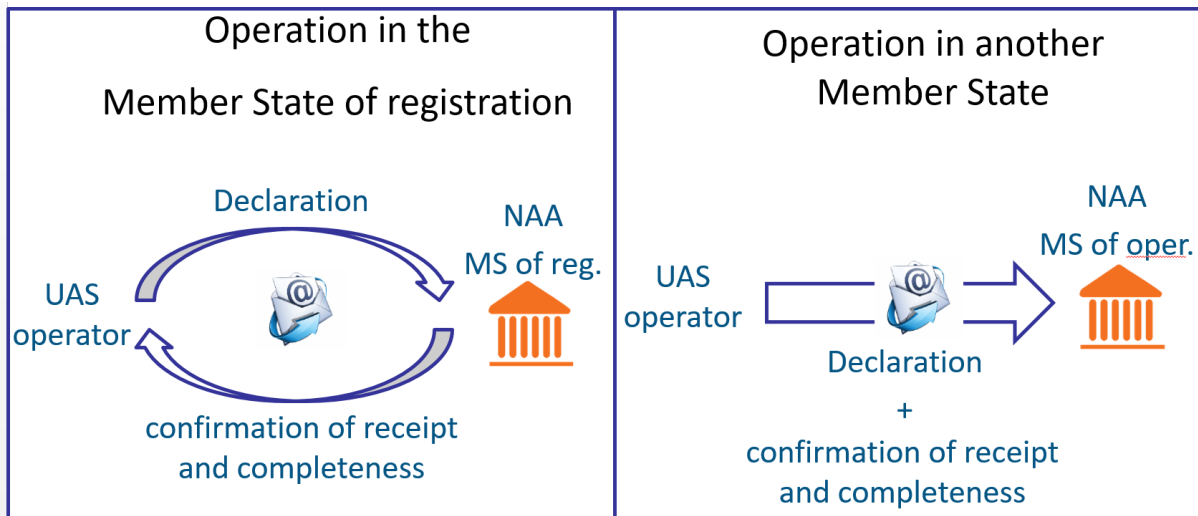 Operation in the
Member State of registration
Declaration
NAA
MS of reg.
UAS
operator
confirmation of receipt
and completeness
Operation in another
Member State
NAA
MS of oper.
UAS
operator
Declaration
+
confirmation of receipt
and completeness